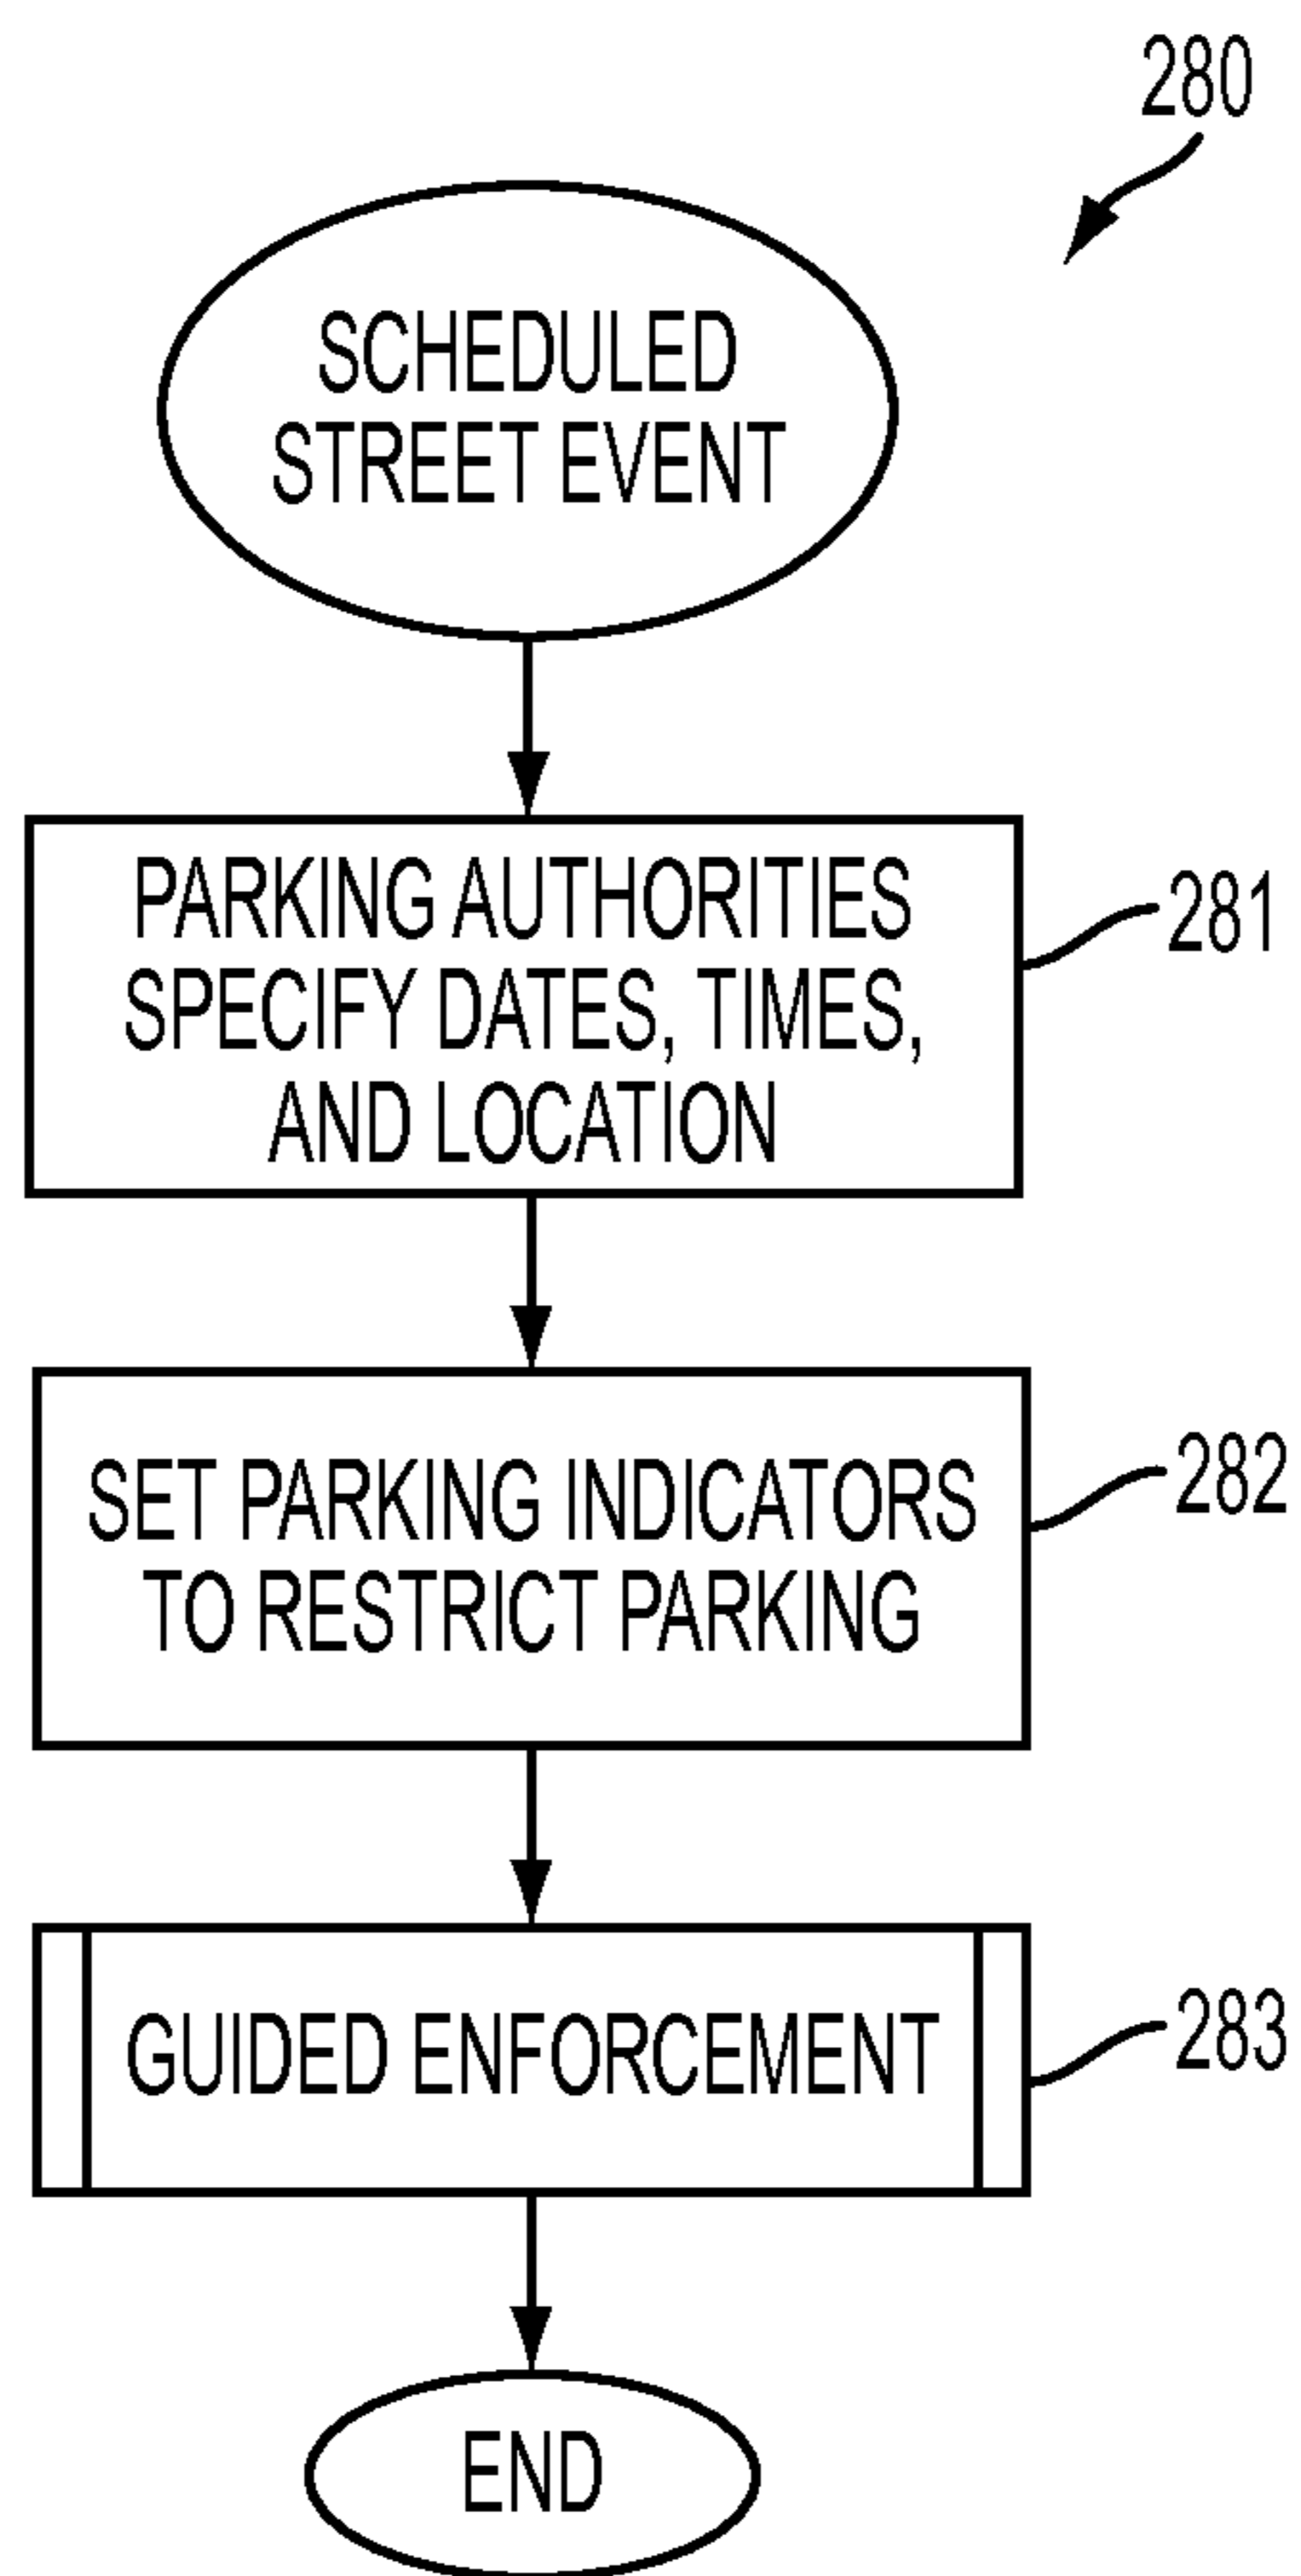 280
SCHEDULED
STREET EVENT
PARKING AUTHORITIES
SPECIFY DATES, TIMES,
AND LOCATION
281
SET PARKING INDICATORS
TO RESTRICT PARKING
282
GUIDED ENFORCEMENT
283
END